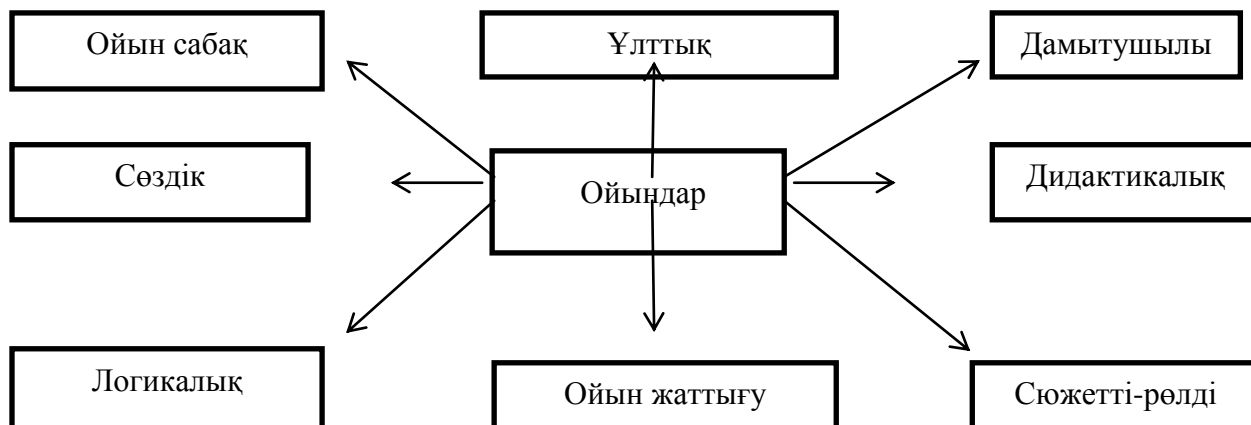 Ойын сабақ
Ұлттық
Дамытушылы
Сөздік
Ойындар
Дидактикалық
Логикалық
Ойын жаттығу
Сюжетті-рөлді